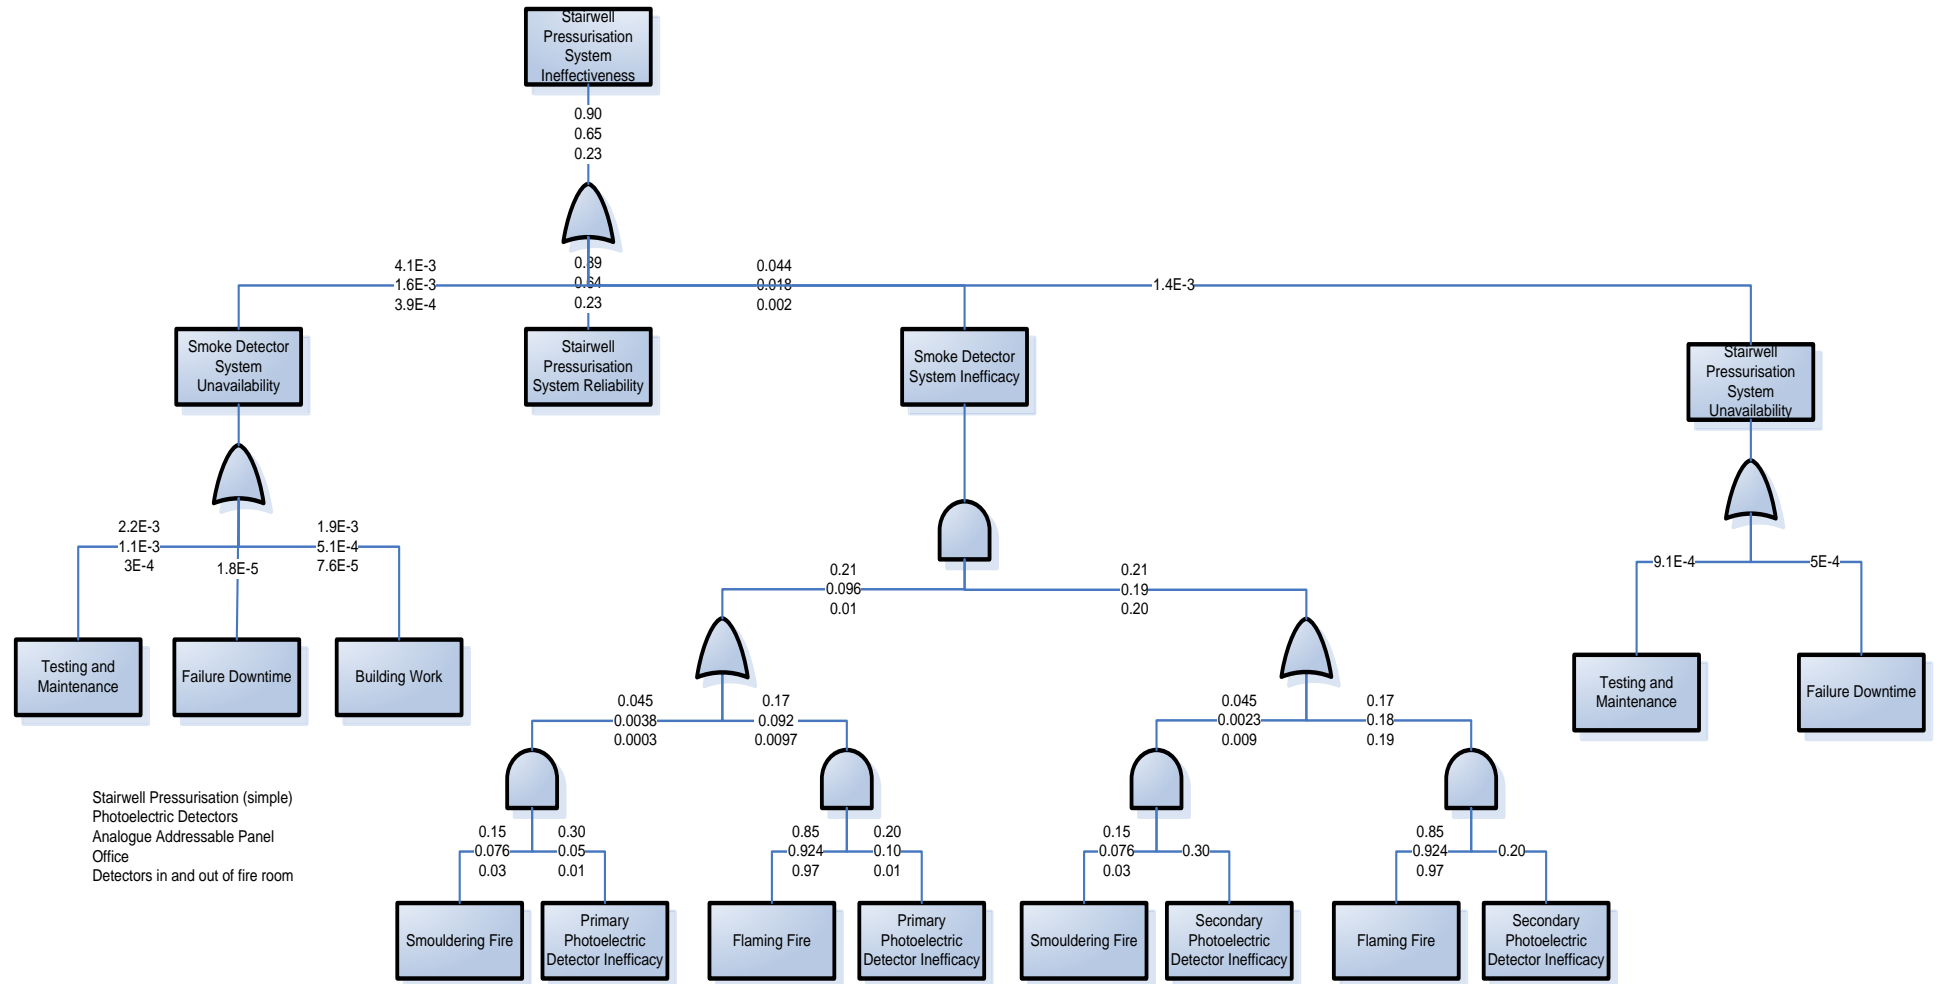 Stairwell
Pressurisation
System
Ineffectiveness
0.90
0.65
0.23
4.1E-3
1.6E-3
3.9E-4
0.89
0.64
0.23
0.044
0.018
0.002
1.4E-3
Smoke Detector
System
Unavailability
Stairwell
Pressurisation
System Reliability
Smoke Detector
System Inefficacy
Stairwell
Pressurisation
System
Unavailability
2.2E-3
1.1E-3
3E-4
1.8E-5
1.9E-3
5.1E-4
7.6E-5
0.21
0.096
0.01
0.21
0.19
0.20
9.1E-4
5E-4
Testing and
Maintenance
Failure Downtime
Building Work
Testing and
Maintenance
Failure Downtime
0.045
0.0038
0.0003
0.17
0.092
0.0097
0.045
0.0023
0.009
0.17
0.18
0.19
Stairwell Pressurisation (simple)
Photoelectric Detectors
Analogue Addressable Panel
Office
Detectors in and out of fire room
0.15
0.076
0.03
0.30
0.05
0.01
0.85
0.924
0.97
0.20
0.10
0.01
0.15
0.076
0.03
0.30
0.85
0.924
0.97
0.20
Smouldering Fire
Primary
Photoelectric
Detector Inefficacy
Flaming Fire
Primary
Photoelectric
Detector Inefficacy
Smouldering Fire
Secondary
Photoelectric
Detector Inefficacy
Flaming Fire
Secondary
Photoelectric
Detector Inefficacy